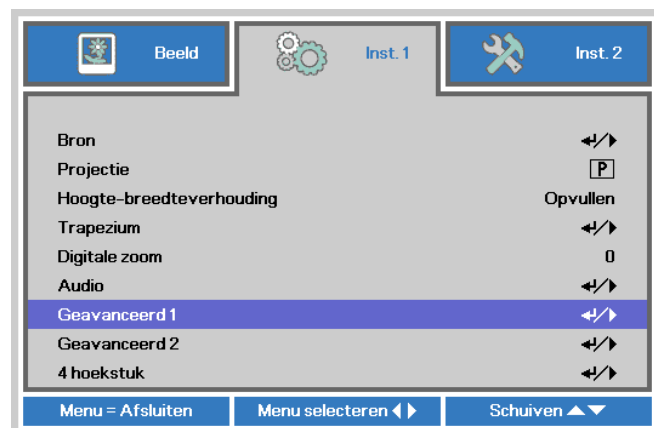 Beeld Inst. 1 Inst. 2
Bron
Projectie P
Hoogte-breedteverhouding Opvullen
Trapezium
Digitale zoom 0
Audio
Geavanceerd 1
Geavanceerd 2
4 hoekstuk
Menu = Afsluiten Menu selecteren Schuiven